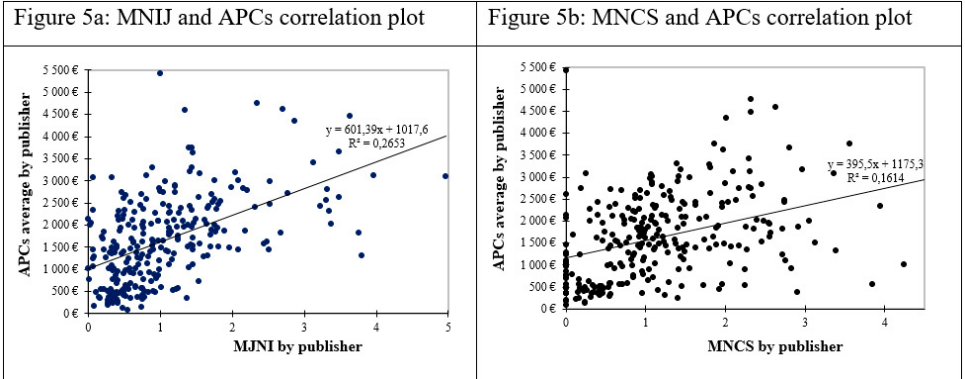 Figure 5a: MNIJ and APCs correlation plot
5 500 €
5 000 €
4 500 €
4 000 €
3 500 €
3 000 €
2 500 €
2 000 €
1 500 €
1 000 €
500 €
0 €
APCs average by publisher
y = 601,39x + 1017,6
R² = 0,2653
0 1 2 3 4 5
MJNI by publisher
Figure 5b: MNCS and APCs correlation plot
5 500 €
5 000 €
4 500 €
4 000 €
3 500 €
3 000 €
2 500 €
2 000 €
1 500 €
1 000 €
500 €
0 €
APCs average by publisher
y = 395,5x + 1175,3
R² = 0,1614
0 1 2 3 4
MNCS by publisher